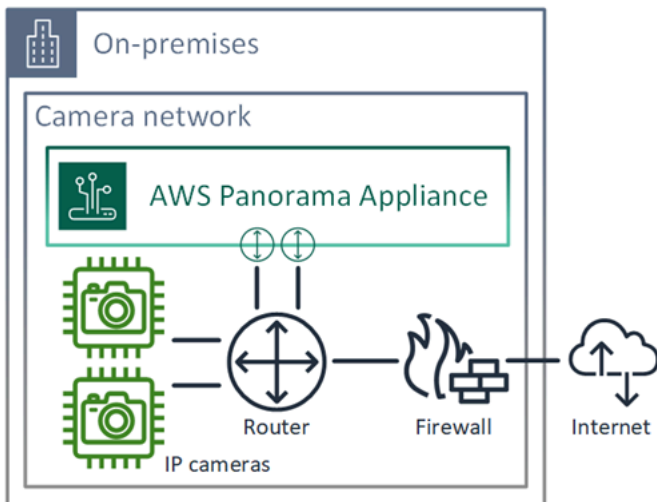 On-premises
Camera network
AWS Panorama Appliance
Router
Firewall
Internet
IP cameras